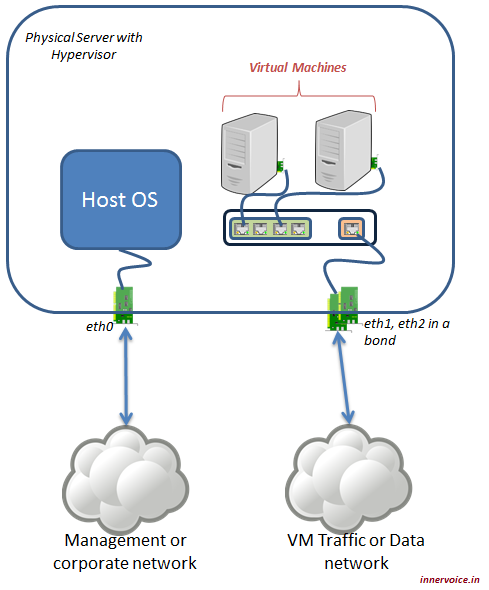 Physical Server with
Hypervisor
Virtual Machines
Host OS
eth0
eth1, eth2 in a
bond
Management or
corporate network
VM Traffic or Data
network
innervoice.in